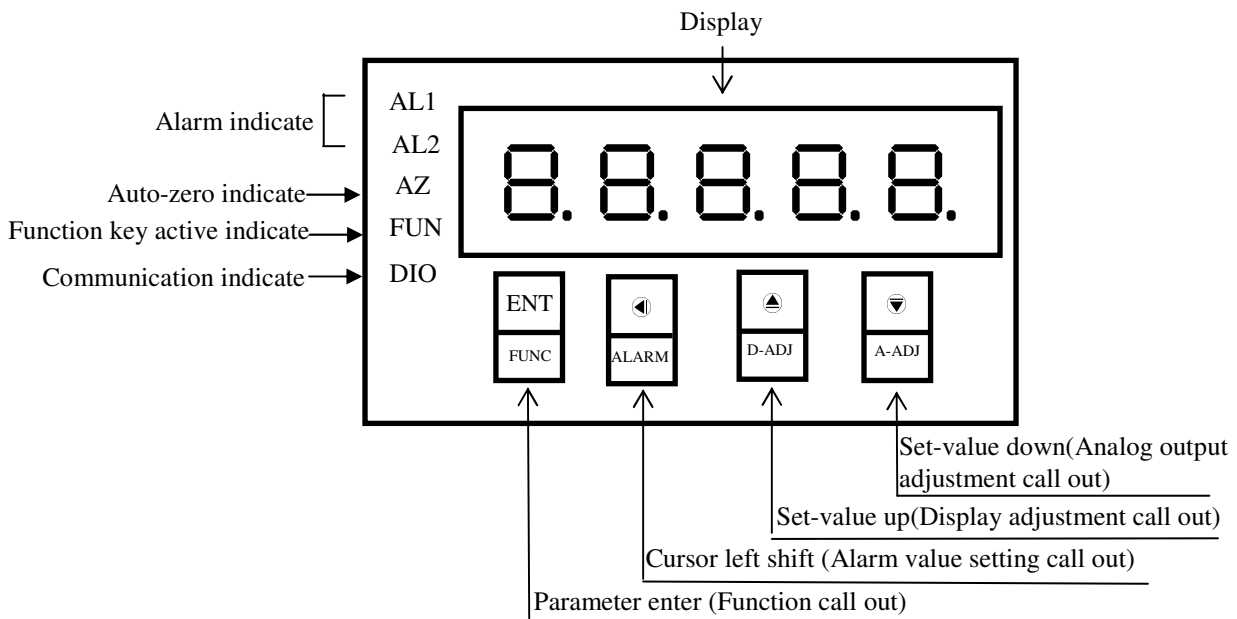 Display
AL1
Alarm indicate
AL2
8.8.8.8.8.
Auto-zero indicate
AZ
Function key active indicate
FUN
Communication indicate
DIO
ENT
FUNC
ALARM
D-ADJ
A-ADJ
Set-value down(Analog output
adjustment call out)
Set-value up(Display adjustment call out)
Cursor left shift (Alarm value setting call out)
Parameter enter (Function call out)